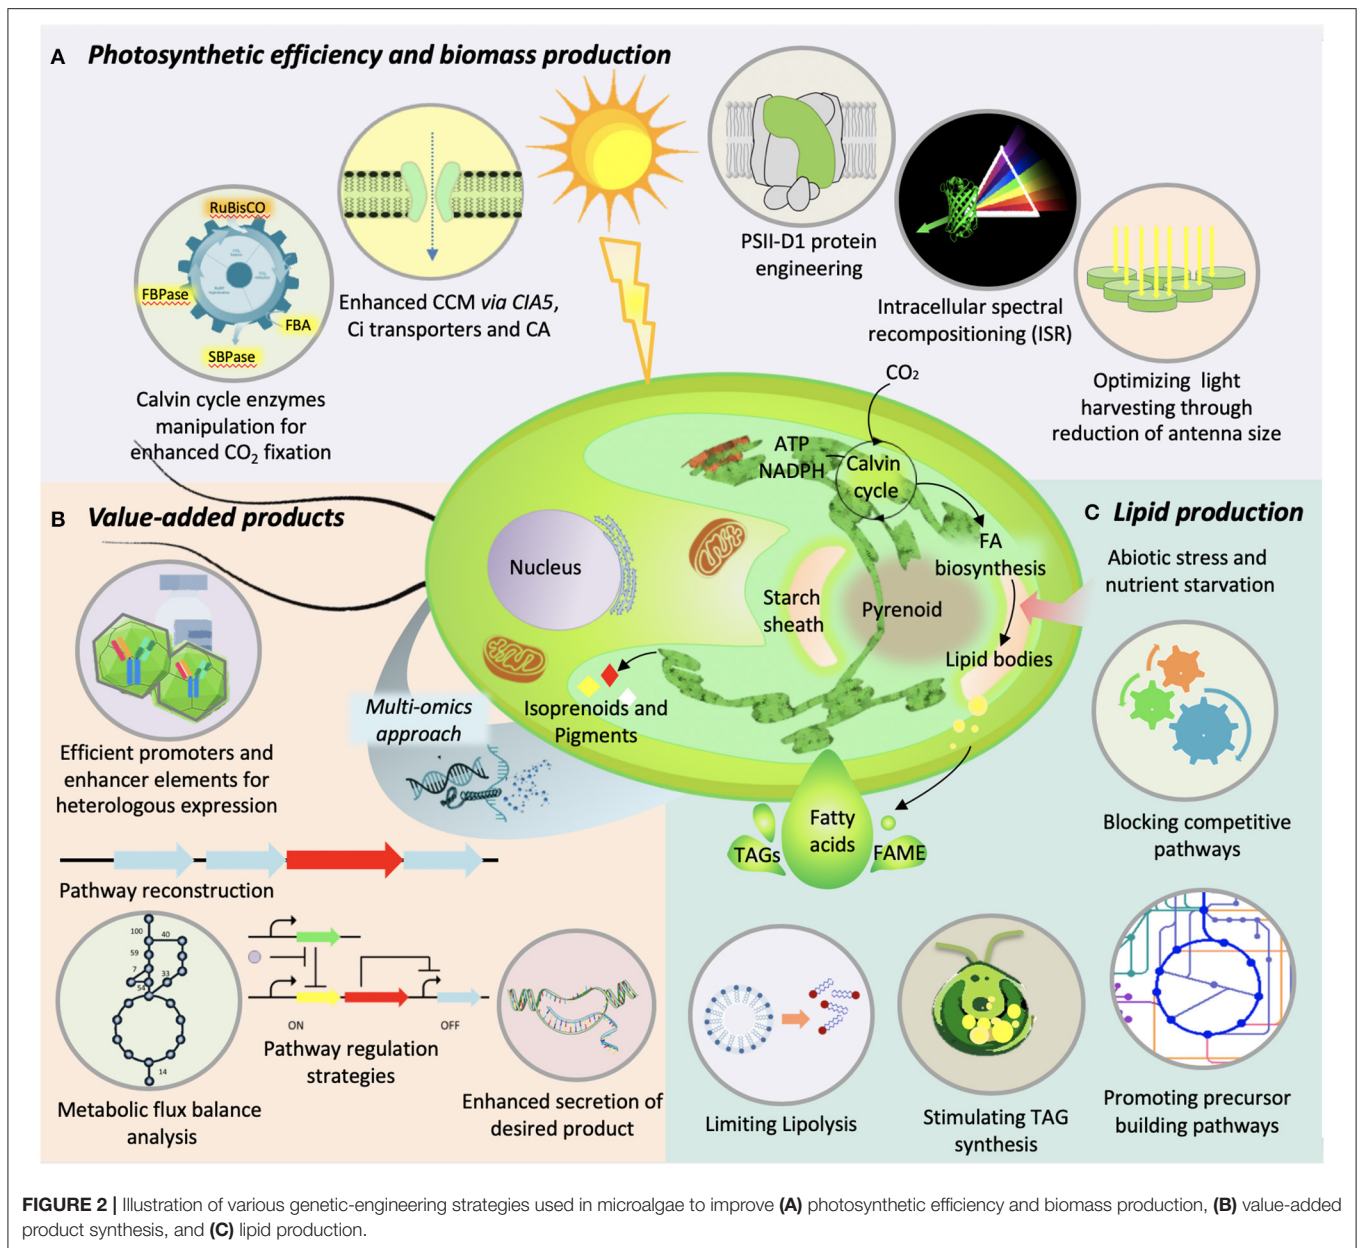 A Photosynthetic efficiency and biomass production
RuBisCO
FBPase
FBA
SBPase
Calvin cycle enzymes
manipulation for
enhanced CO₂ fixation
Enhanced CCM via CIA5,
Ci transporters and CA
PSII-D1 protein
engineering
Intracellular spectral
recompositioning (ISR)
Optimizing light
harvesting through
reduction of antenna size
CO₂
ATP
NADPH
Calvin
cycle
FA
biosynthesis
Nucleus
Starch
sheath
Pyrenoid
Lipid bodies
Isoprenoids and
Pigments
B Value-added products
Multi-omics
approach
Efficient promoters and
enhancer elements for
heterologous expression
Pathway reconstruction
100
40
59
7
33
54
14
Metabolic flux balance
analysis
ON
OFF
Pathway regulation
strategies
Enhanced secretion of
desired product
C Lipid production
Abiotic stress and
nutrient starvation
Blocking competitive
pathways
Fatty
acids
TAGs
FAME
Limiting Lipolysis
Stimulating TAG
synthesis
Promoting precursor
building pathways
FIGURE 2 | Illustration of various genetic-engineering strategies used in microalgae to improve (A) photosynthetic efficiency and biomass production, (B) value-added
product synthesis, and (C) lipid production.